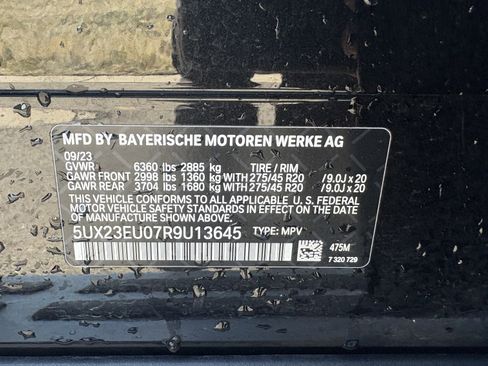 MFD BY BAYERISCHE MOTOREN WERKE AG
09/23
GVWR 6360 lbs 2885 kg TIRE / RIM
GAWR FRONT 2998 lbs 1360 kg WITH 275/45 R20 /9.0J x 20
GAWR REAR 3704 lbs 1680 kg WITH 275/45 R20 /9.0J x 20
THIS VEHICLE CONFORMS TO ALL APPLICABLE U. S. FEDERAL
MOTOR VEHICLE SAFETY STANDARDS IN EFFECT ON THE
DATE OF MANUFACTURE SHOWN ABOVE.
5UX23EU07R9U13645 TYPE: MPV 475M
7 320 729